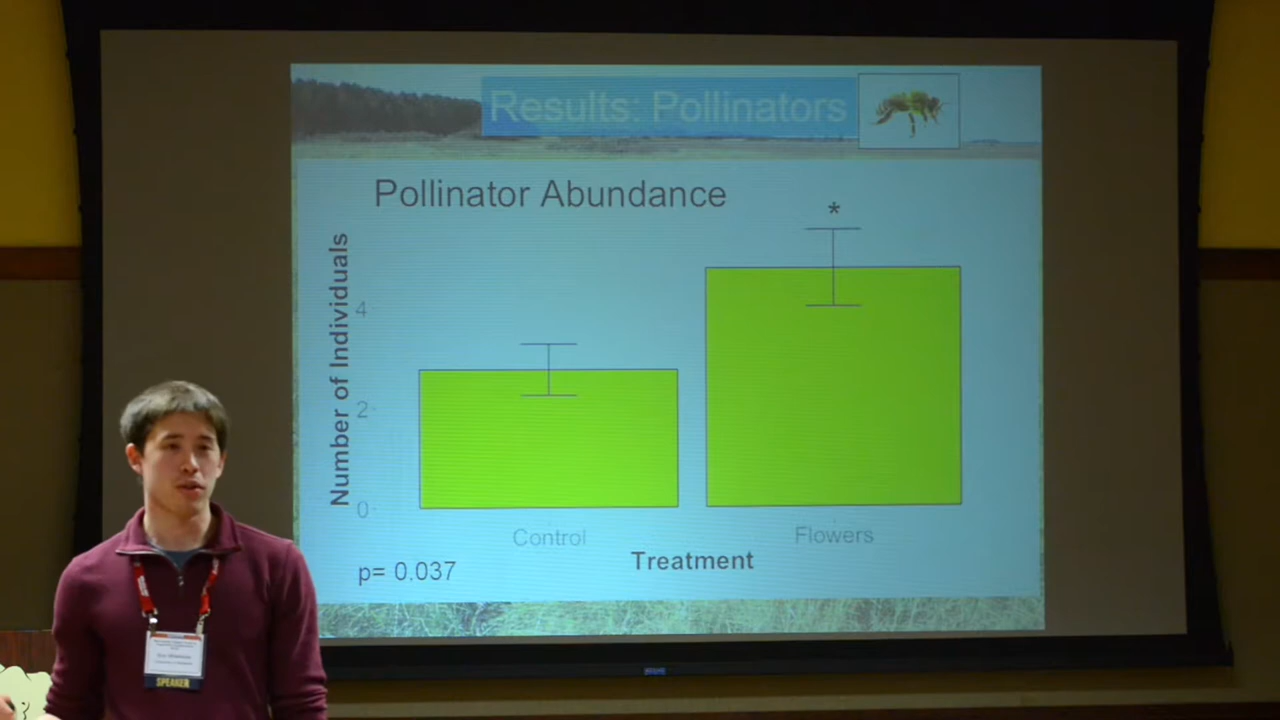 Results: Pollinators
Pollinator Abundance
*
Number of Individuals
4
2
0
Control
Flowers
Treatment
p= 0.037
SPEAKER